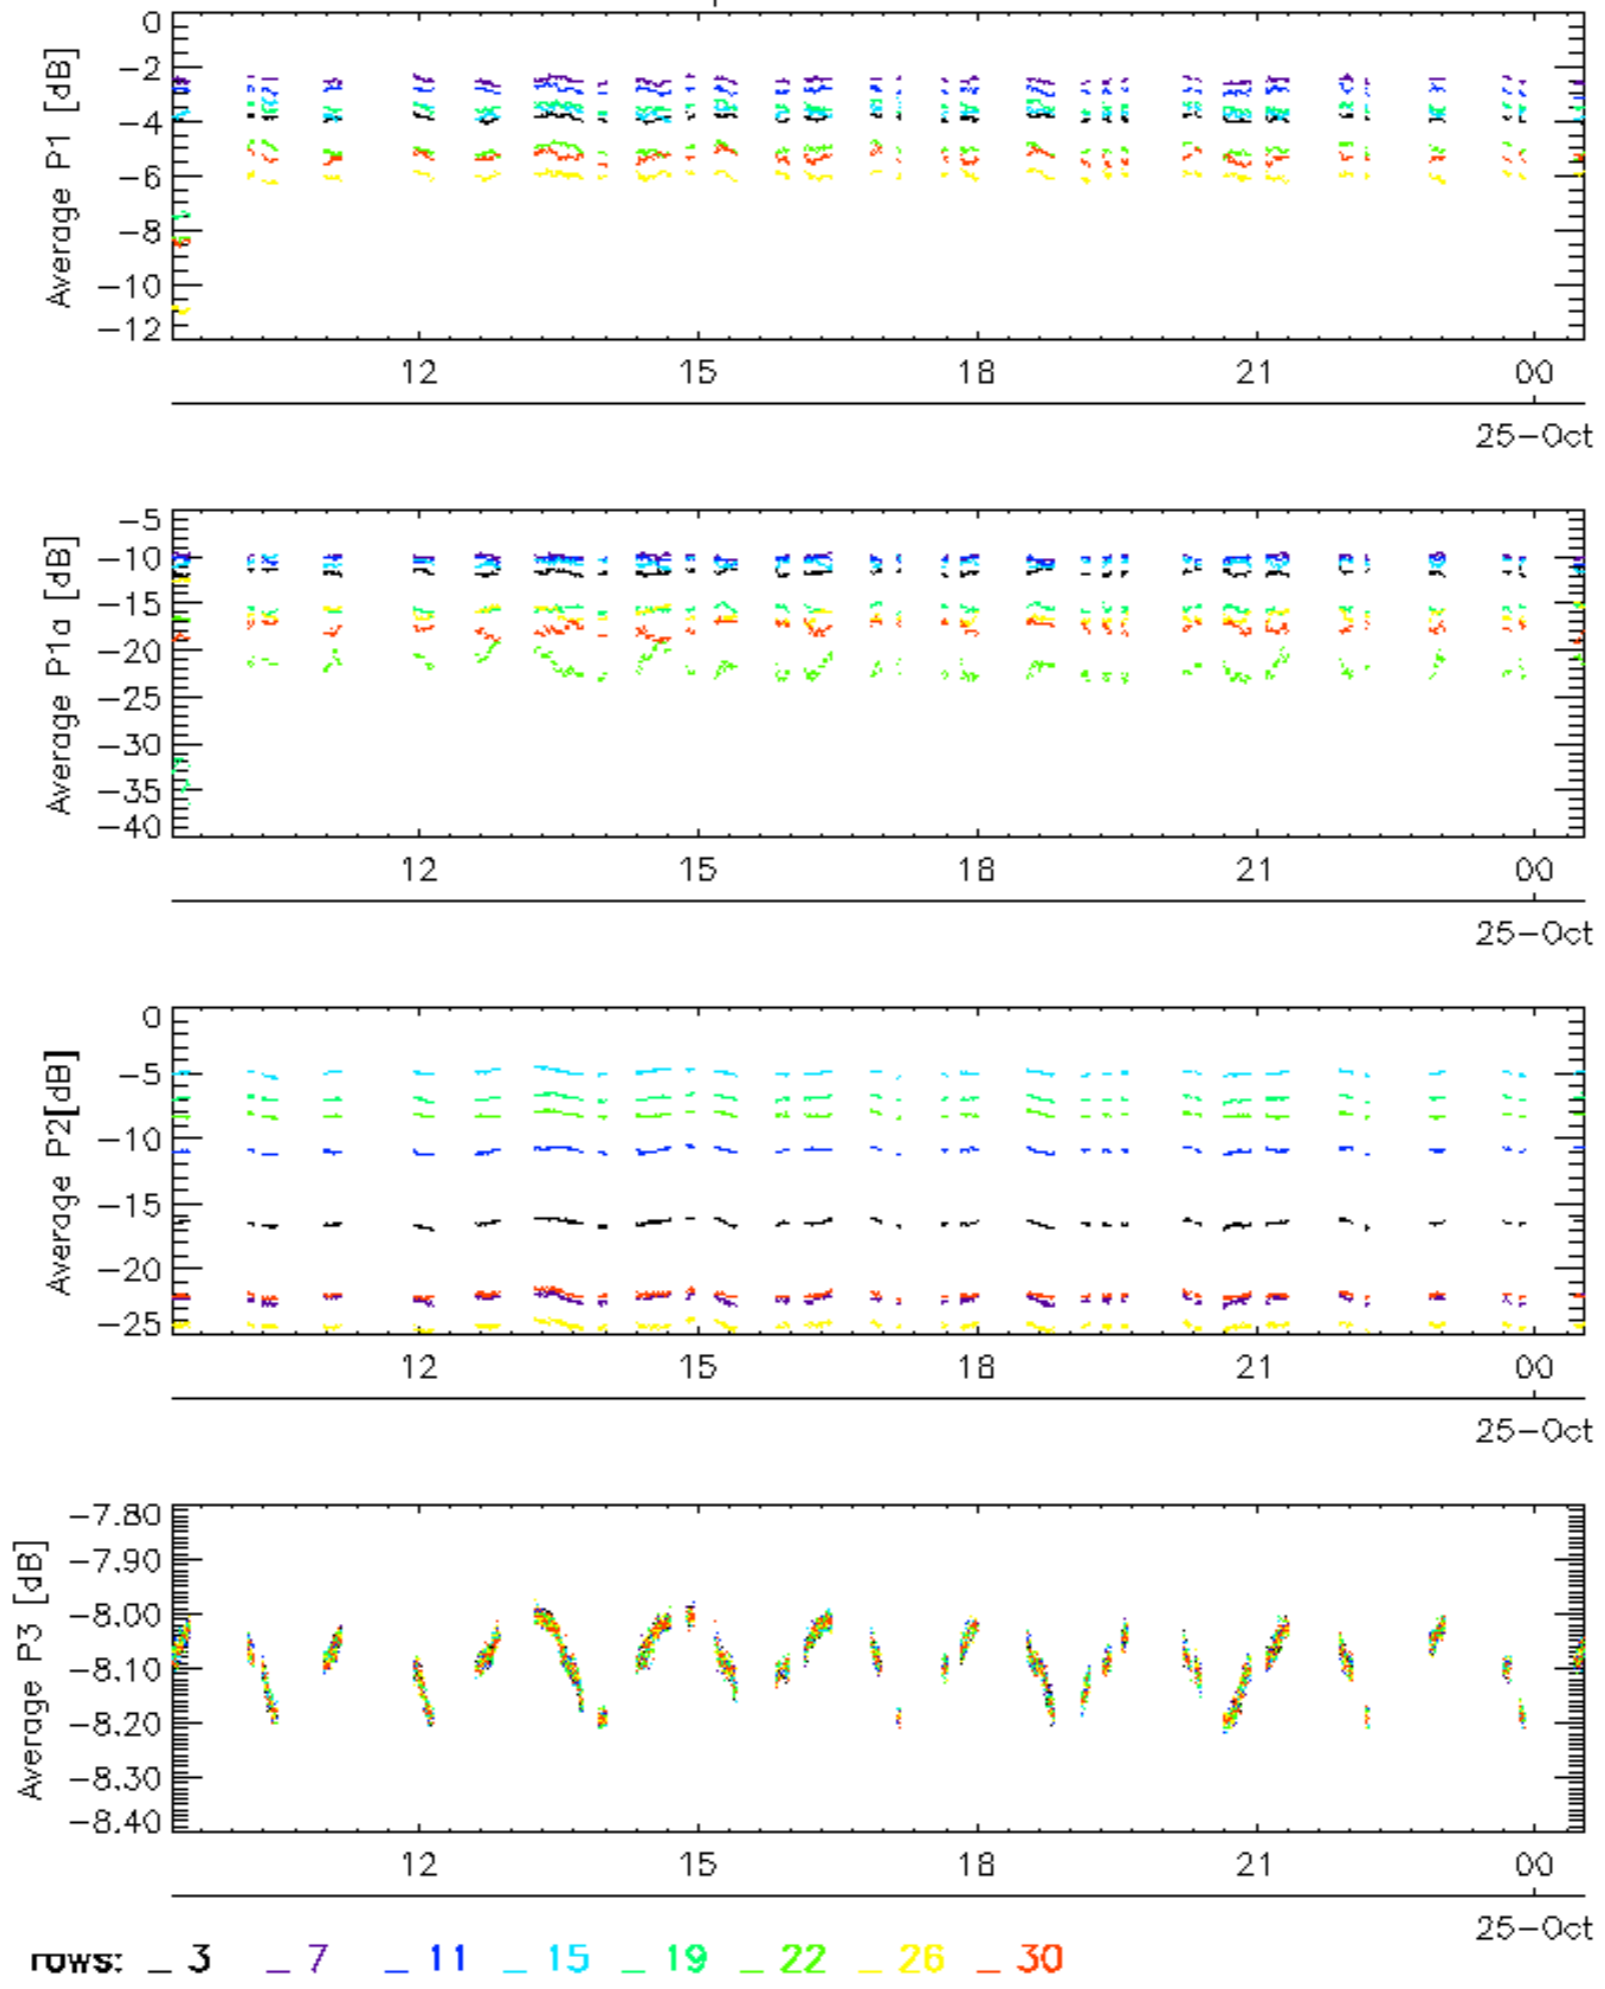 Average P1 [dB]
0
−2
−4
−6
−8
−10
−12
12 15 18 21 00
25−Oct
Average P1a [dB]
−5
−10
−15
−20
−25
−30
−35
−40
12 15 18 21 00
25−Oct
Average P2[dB]
0
−5
−10
−15
−20
−25
12 15 18 21 00
25−Oct
Average P3 [dB]
−7.80
−7.90
−8.00
−8.10
−8.20
−8.30
−8.40
12 15 18 21 00
25−Oct
rows: _ 3 _ 7 _ 11 _ 15 _ 19 _ 22 _ 26 _ 30